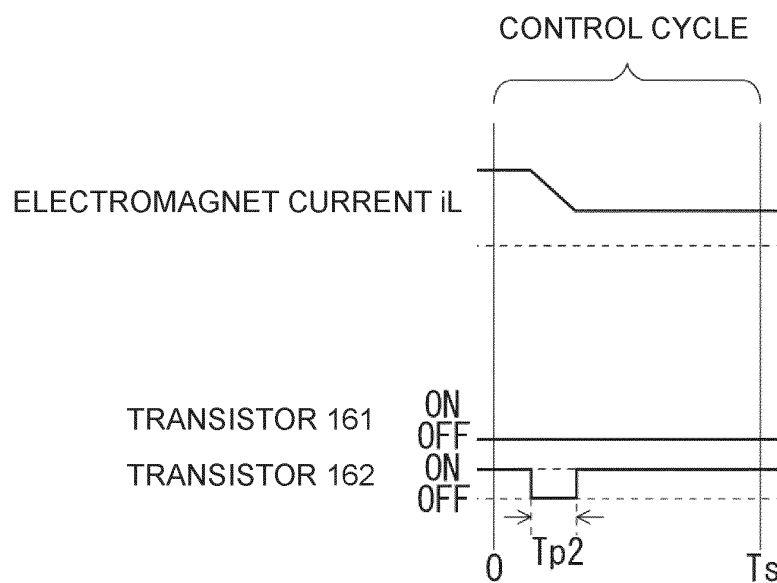 CONTROL CYCLE
ELECTROMAGNET CURRENT iL
TRANSISTOR 161
ON
OFF
TRANSISTOR 162
ON
OFF
Tp2
0
Ts